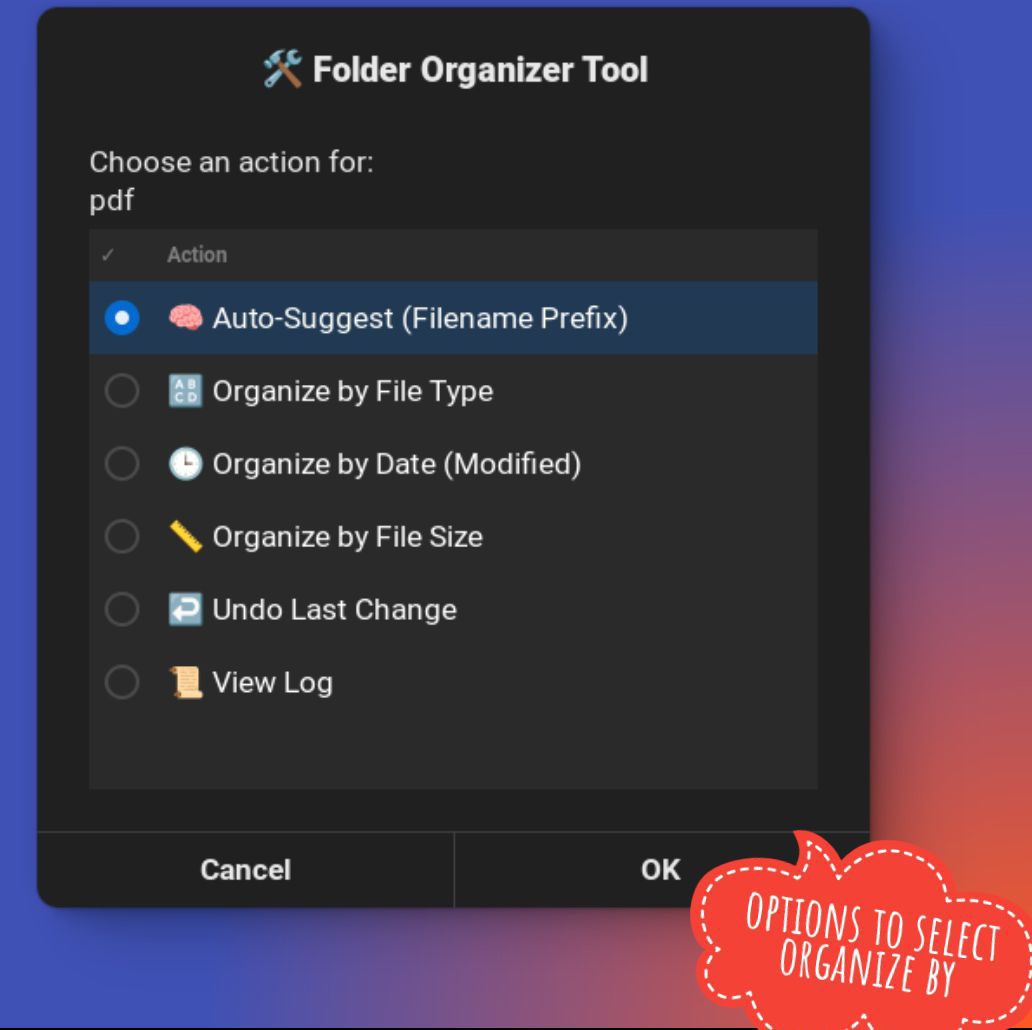 🛠️ Folder Organizer Tool
Choose an action for:
pdf
✓ Action
🧠 Auto-Suggest (Filename Prefix)
🔠 Organize by File Type
🕒 Organize by Date (Modified)
📏 Organize by File Size
↩️ Undo Last Change
📜 View Log
Cancel OK
OPTIONS TO SELECT
ORGANIZE BY